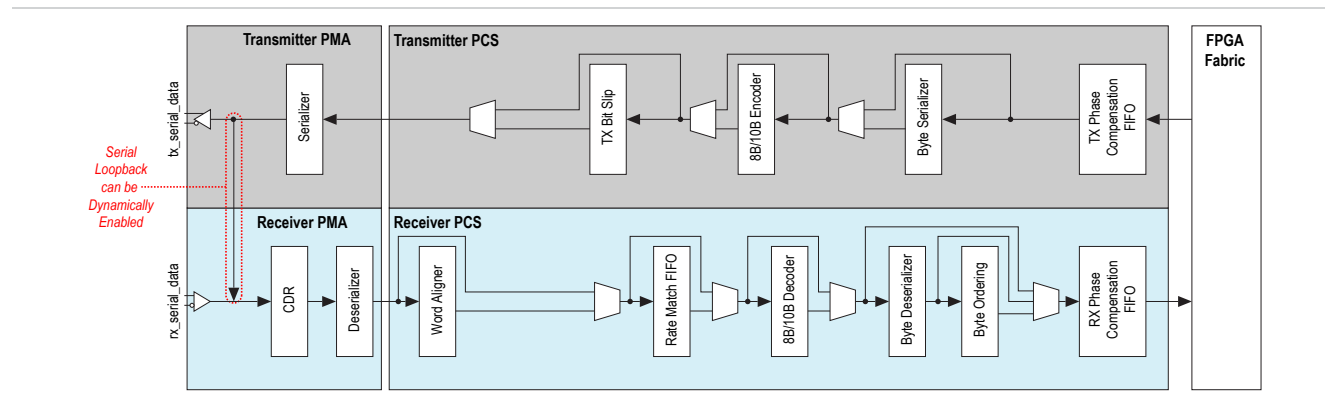 Transmitter PMA
Transmitter PCS
FPGA
Fabric
tx_serial_data
Serializer
TX Bit Slip
8B/10B Encoder
Byte Serializer
TX Phase
Compensation
FIFO
Serial
Loopback
can be
Dynamically
Enabled
Receiver PMA
Receiver PCS
rx_serial_data
CDR
Deserializer
Word Aligner
Rate Match FIFO
8B/10B Decoder
Byte Deserializer
Byte Ordering
RX Phase
Compensation
FIFO